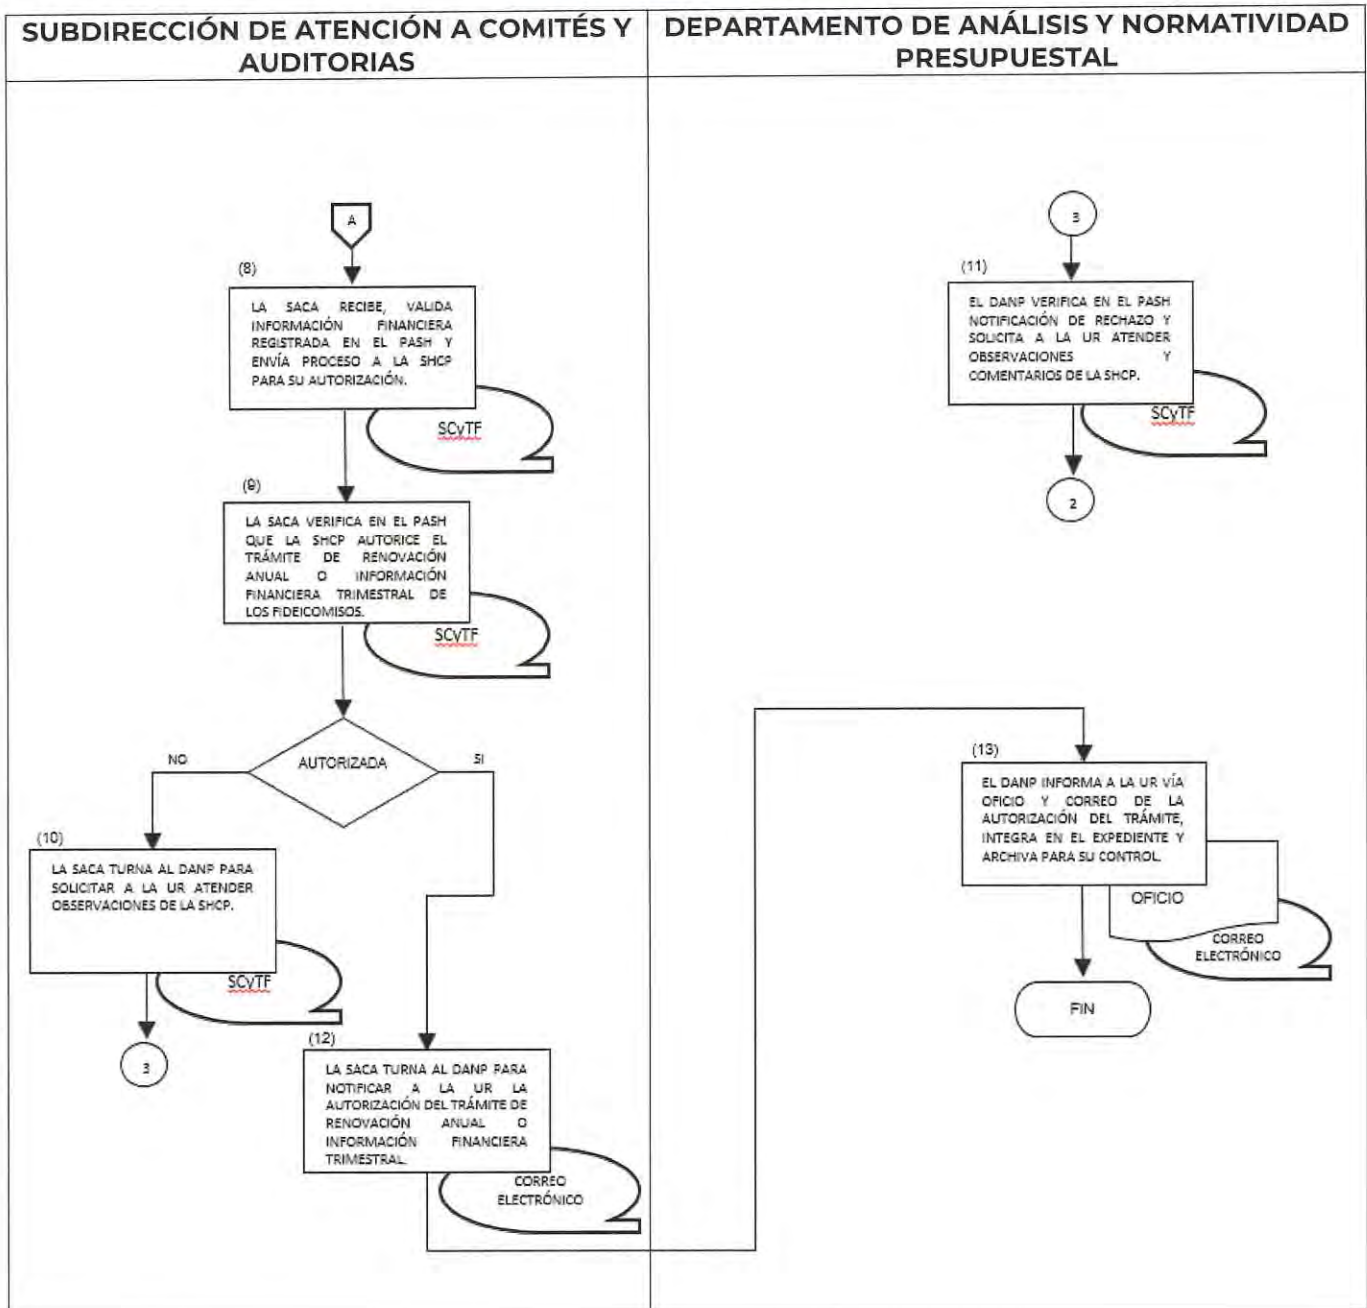 SUBDIRECCIÓN DE ATENCIÓN A COMITÉS Y
AUDITORIAS
DEPARTAMENTO DE ANÁLISIS Y NORMATIVIDAD
PRESUPUESTAL
A
(8)
LA SACA RECIBE, VALIDA
INFORMACIÓN FINANCIERA
REGISTRADA EN EL PASH Y
ENVÍA PROCESO A LA SHCP
PARA SU AUTORIZACIÓN.
SCyTF
(9)
LA SACA VERIFICA EN EL PASH
QUE LA SHCP AUTORICE EL
TRÁMITE DE RENOVACIÓN
ANUAL O INFORMACIÓN
FINANCIERA TRIMESTRAL DE
LOS FIDEICOMISOS.
SCyTF
AUTORIZADA
NO
SI
(10)
LA SACA TURNA AL DANP PARA
SOLICITAR A LA UR ATENDER
OBSERVACIONES DE LA SHCP.
SCyTF
3
(12)
LA SACA TURNA AL DANP PARA
NOTIFICAR A LA UR LA
AUTORIZACIÓN DEL TRÁMITE DE
RENOVACIÓN ANUAL O
INFORMACIÓN FINANCIERA
TRIMESTRAL.
CORREO
ELECTRÓNICO
3
(11)
EL DANP VERIFICA EN EL PASH
NOTIFICACIÓN DE RECHAZO Y
SOLICITA A LA UR ATENDER
OBSERVACIONES Y
COMENTARIOS DE LA SHCP.
SCyTF
2
(13)
EL DANP INFORMA A LA UR VÍA
OFICIO Y CORREO DE LA
AUTORIZACIÓN DEL TRÁMITE,
INTEGRA EN EL EXPEDIENTE Y
ARCHIVA PARA SU CONTROL.
OFICIO
CORREO
ELECTRÓNICO
FIN